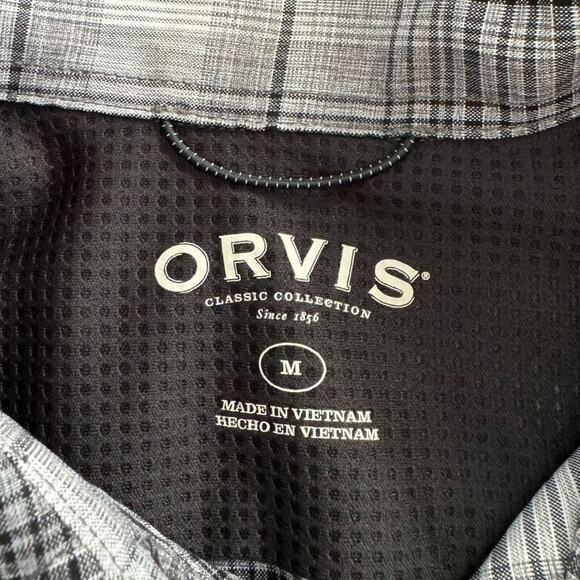 ORVIS®
CLASSIC COLLECTION
Since 1856
M
MADE IN VIETNAM
HECHO EN VIETNAM